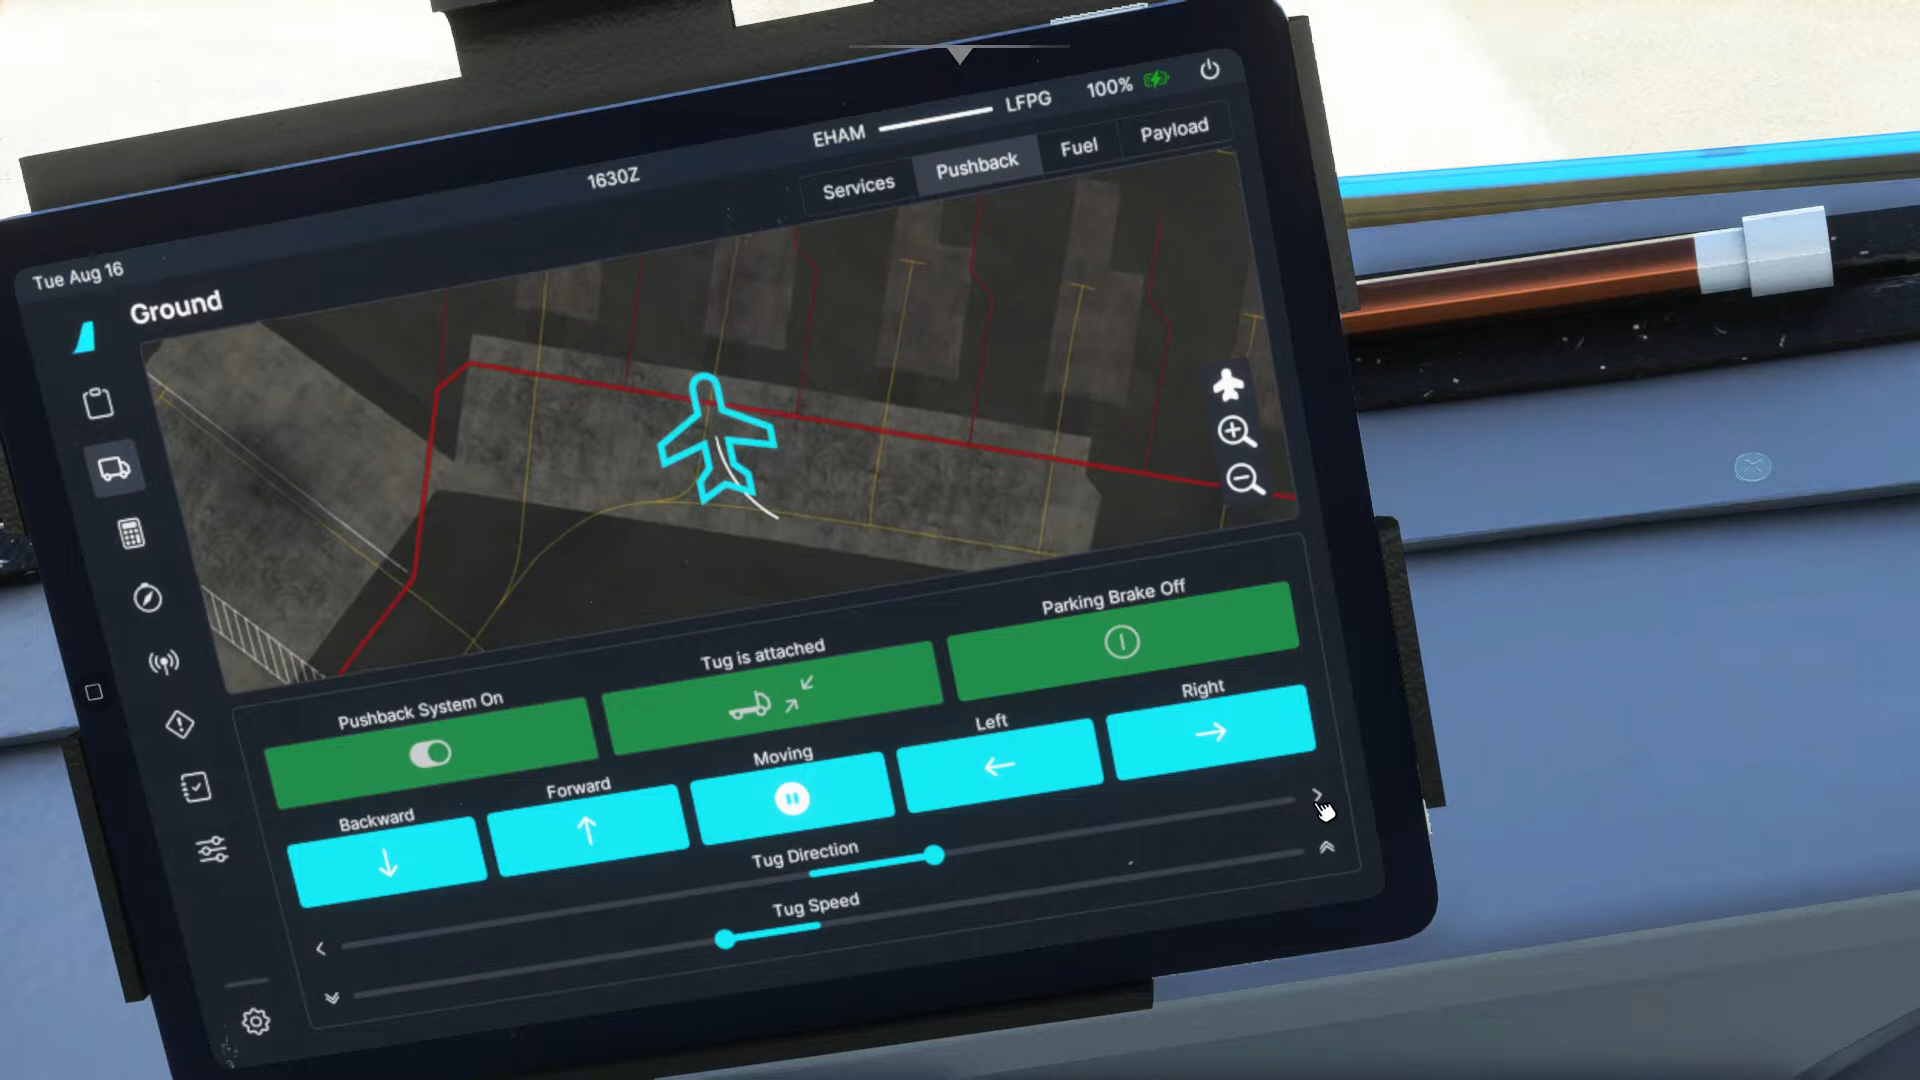 EHAM LFPG 100%
1630Z
Tue Aug 16
Ground
Services Pushback Fuel Payload
Pushback System On
Tug is attached
Parking Brake Off
Backward
Forward
Moving
Left
Right
Tug Direction
Tug Speed